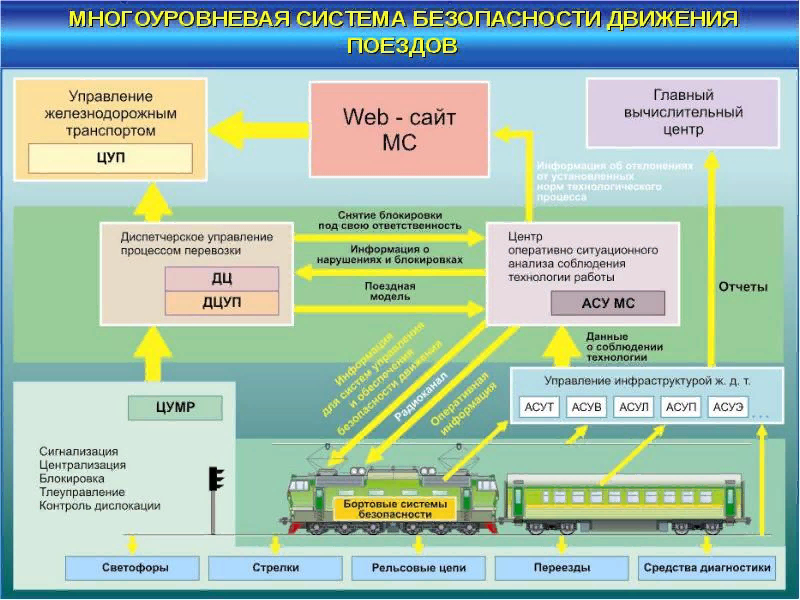 МНОГОУРОВНЕВАЯ СИСТЕМА БЕЗОПАСНОСТИ ДВИЖЕНИЯ
ПОЕЗДОВ
Управление
железнодорожным
транспортом
ЦУП
Web - сайт
МС
Главный
вычислительный
центр
Информация об отклонениях
от установленных
норм технологического
процесса
Диспетчерское управление
процессом перевозки
ДЦ
ДЦУП
Снятие блокировки
под свою ответственность
Информация о
нарушениях и блокировках
Поездная
модель
Центр
оперативно ситуационного
анализа соблюдения
технологии работы
АСУ МС
Отчеты
Информация
для систем управления
и обеспечения
безопасности движения
Радиоканал
Оперативная
информация
Данные
о соблюдении
технологии
Управление инфраструктурой ж. д. т.
АСУТ
АСУВ
АСУЛ
АСУП
АСУЭ
...
ЦУМР
Сигнализация
Централизация
Блокировка
Тлеуправление
Контроль дислокации
Бортовые системы
безопасности
Светофоры
Стрелки
Рельсовые цепи
Переезды
Средства диагностики